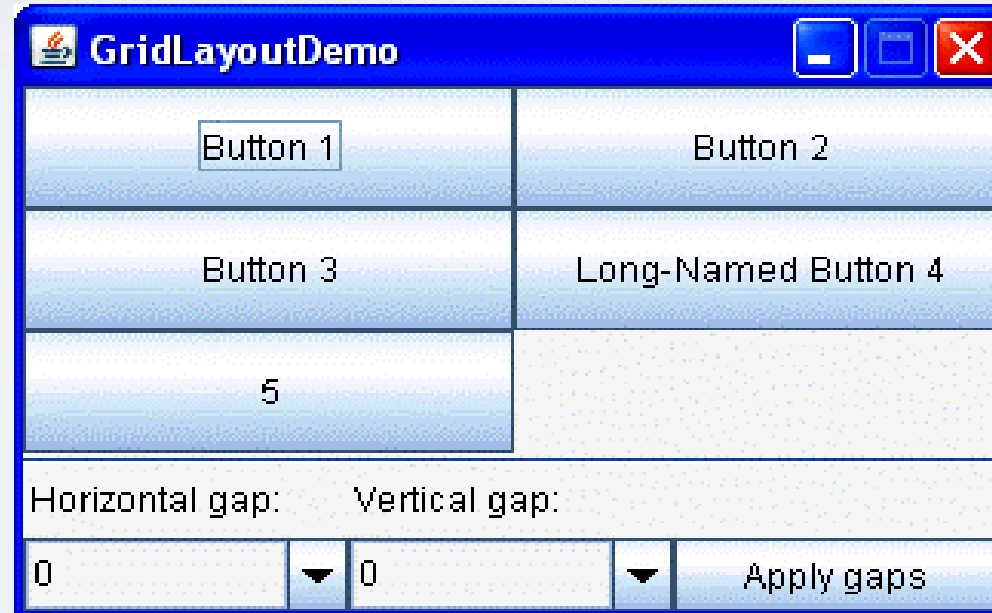 GridLayoutDemo
Button 1 Button 2
Button 3 Long-Named Button 4
5
Horizontal gap: Vertical gap:
0 0 Apply gaps